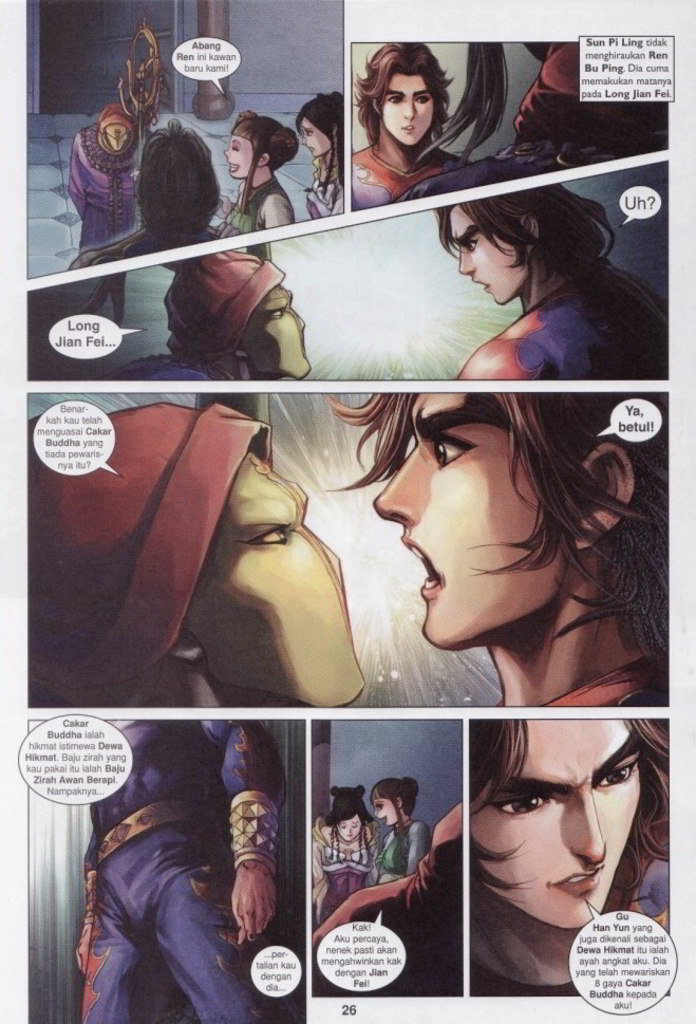 Abang
Ren ini kawan
baru kami!
Sun Pi Ling tidak
menghiraukan Ren
Bu Ping. Dia cuma
memakukan matanya
pada Long Jian Fei.
Uh?
Long
Jian Fei...
Benar-
kah kau telah
menguasai Cakar
Buddha yang
tiada pewaris-
nya itu?
Ya,
betul!
Cakar
Buddha ialah
hikmat istimewa Dewa
Hikmat. Baju zirah yang
kau pakai itu ialah Baju
Zirah Awan Berapi.
Nampaknya...
...per-
talian kau
dengan
dia...
Kak!
Aku percaya,
nenek pasti akan
mengahwinkan kak
dengan Jian
Fei!
Gu
Han Yun yang
juga dikenali sebagai
Dewa Hikmat itu ialah
ayah angkat aku. Dia
yang telah mewariskan
8 gaya Cakar
Buddha kepada
aku!
26